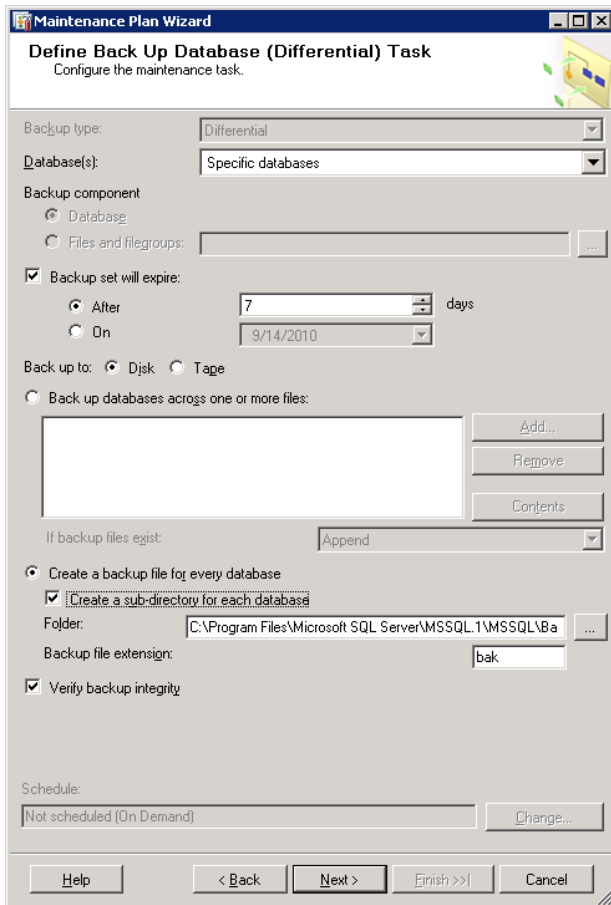 Maintenance Plan Wizard
Define Back Up Database (Differential) Task
Configure the maintenance task.
Backup type: Differential
Database(s): Specific databases
Backup component
Database
Files and filegroups: ...
Backup set will expire:
After 7 days
On 9/14/2010
Back up to: Disk Tape
Back up databases across one or more files:
Add...
Remove
Contents
If backup files exist: Append
Create a backup file for every database
Create a sub-directory for each database
Folder: C:\Program Files\Microsoft SQL Server\MSSQL.1\MSSQL\Ba ...
Backup file extension: bak
Verify backup integrity
Schedule:
Not scheduled (On Demand) Change...
Help < Back Next > Finish >>| Cancel